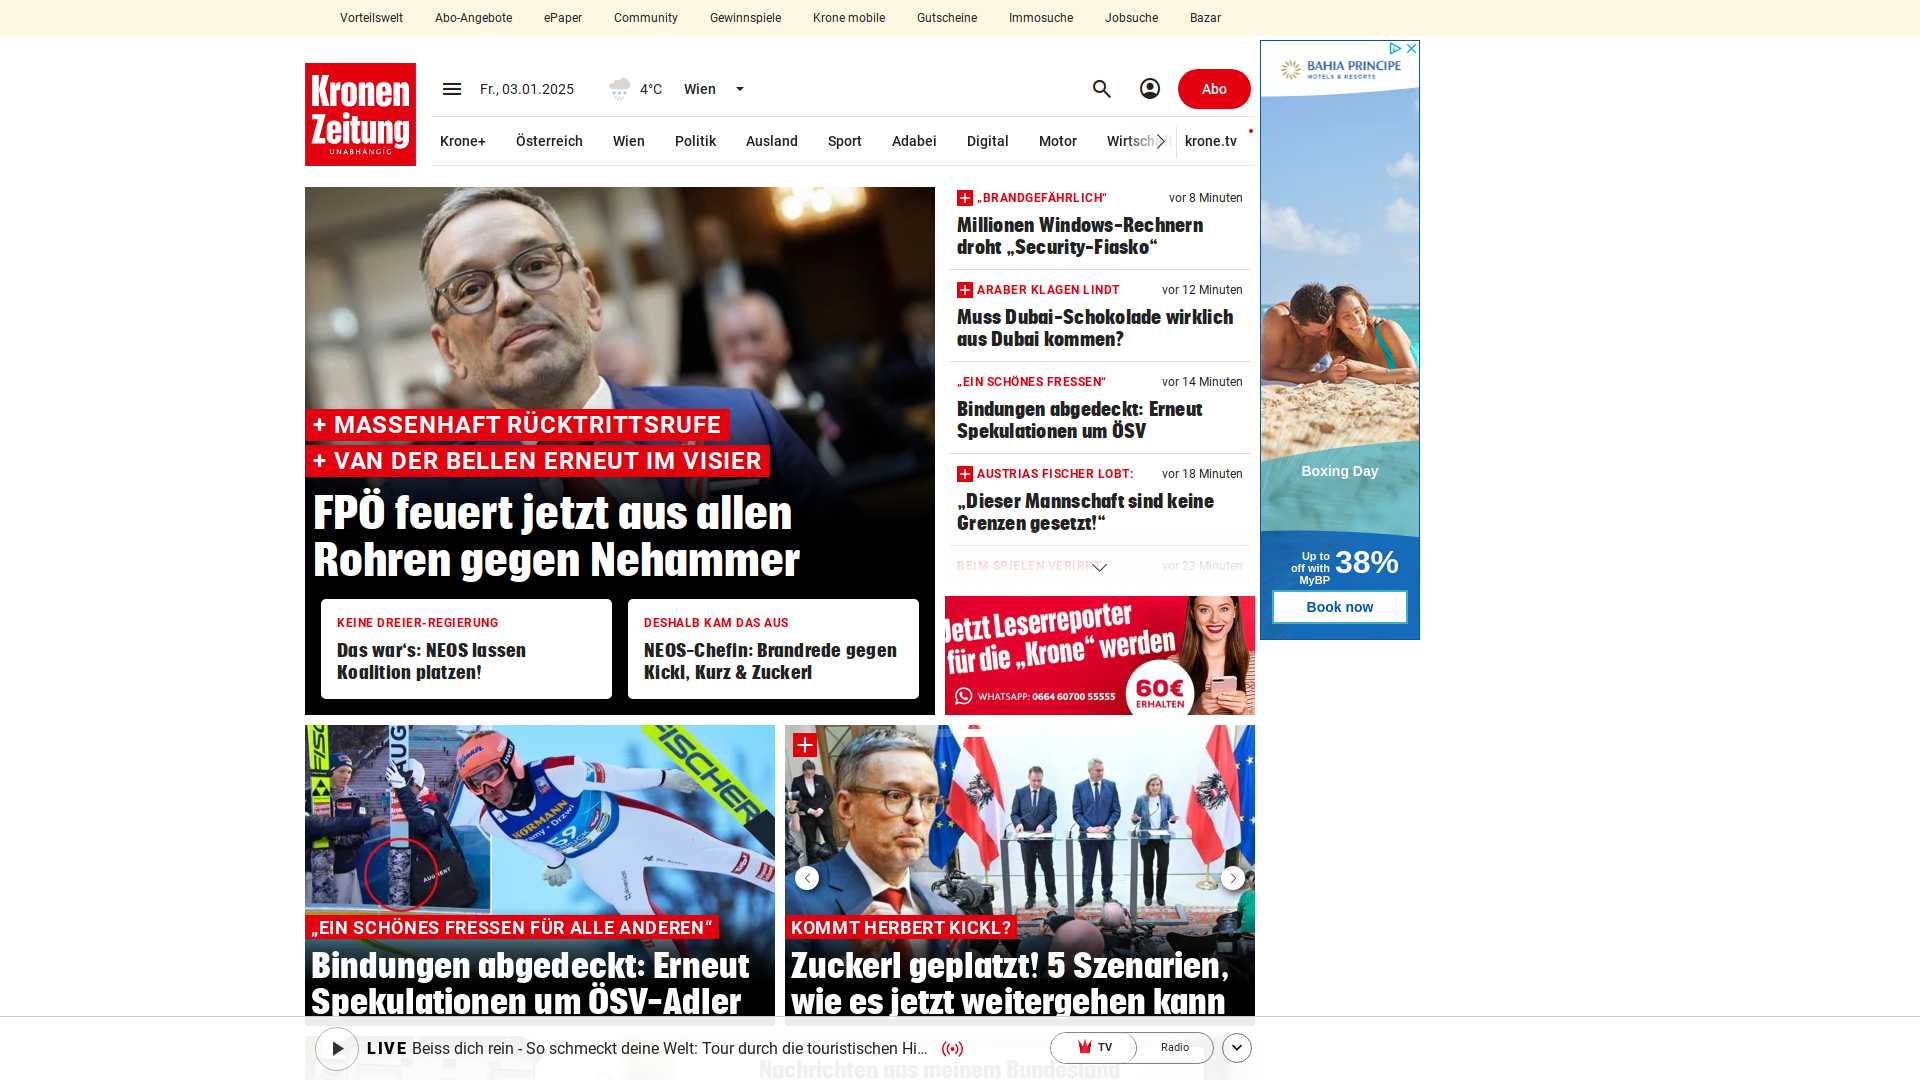 Vorteilswelt
Abo-Angebote
ePaper
Community
Gewinnspiele
Krone mobile
Gutscheine
Immosuche
Jobsuche
Bazar
Kronen
Zeitung
UNABHÄNGIG
Fr., 03.01.2025
4°C
Wien
Abo
Krone+
Österreich
Wien
Politik
Ausland
Sport
Adabei
Digital
Motor
Wirtschaft
krone.tv
+ MASSENHAFT RÜCKTRITTSRUFE
+ VAN DER BELLEN ERNEUT IM VISIER
FPÖ feuert jetzt aus allen
Rohren gegen Nehammer
KEINE DREIER-REGIERUNG
Das war‘s: NEOS lassen
Koalition platzen!
DESHALB KAM DAS AUS
NEOS-Chefin: Brandrede gegen
Kickl, Kurz & Zuckerl
„BRANDGEFÄHRLICH“
vor 8 Minuten
Millionen Windows-Rechnern
droht „Security-Fiasko“
ARABER KLAGEN LINDT
vor 12 Minuten
Muss Dubai-Schokolade wirklich
aus Dubai kommen?
„EIN SCHÖNES FRESSEN“
vor 14 Minuten
Bindungen abgedeckt: Erneut
Spekulationen um ÖSV
AUSTRIAS FISCHER LOBT:
vor 18 Minuten
„Dieser Mannschaft sind keine
Grenzen gesetzt!“
BEIM SPIELEN VERIRRT
vor 23 Minuten
Jetzt Leserreporter
für die „Krone“ werden
WHATSAPP: 0664 60700 55555
60€
ERHALTEN
BAHIA PRINCIPE
HOTELS & RESORTS
Boxing Day
Up to
off with
MyBP
38%
Book now
FISCHER
AUGMENT
HÖRMANN
59
„EIN SCHÖNES FRESSEN FÜR ALLE ANDEREN“
Bindungen abgedeckt: Erneut
Spekulationen um ÖSV-Adler
KOMMT HERBERT KICKL?
Zuckerl geplatzt! 5 Szenarien,
wie es jetzt weitergehen kann
LIVE Beiss dich rein - So schmeckt deine Welt: Tour durch die touristischen Hi...
TV
Radio
Nachrichten aus meinem Bundesland